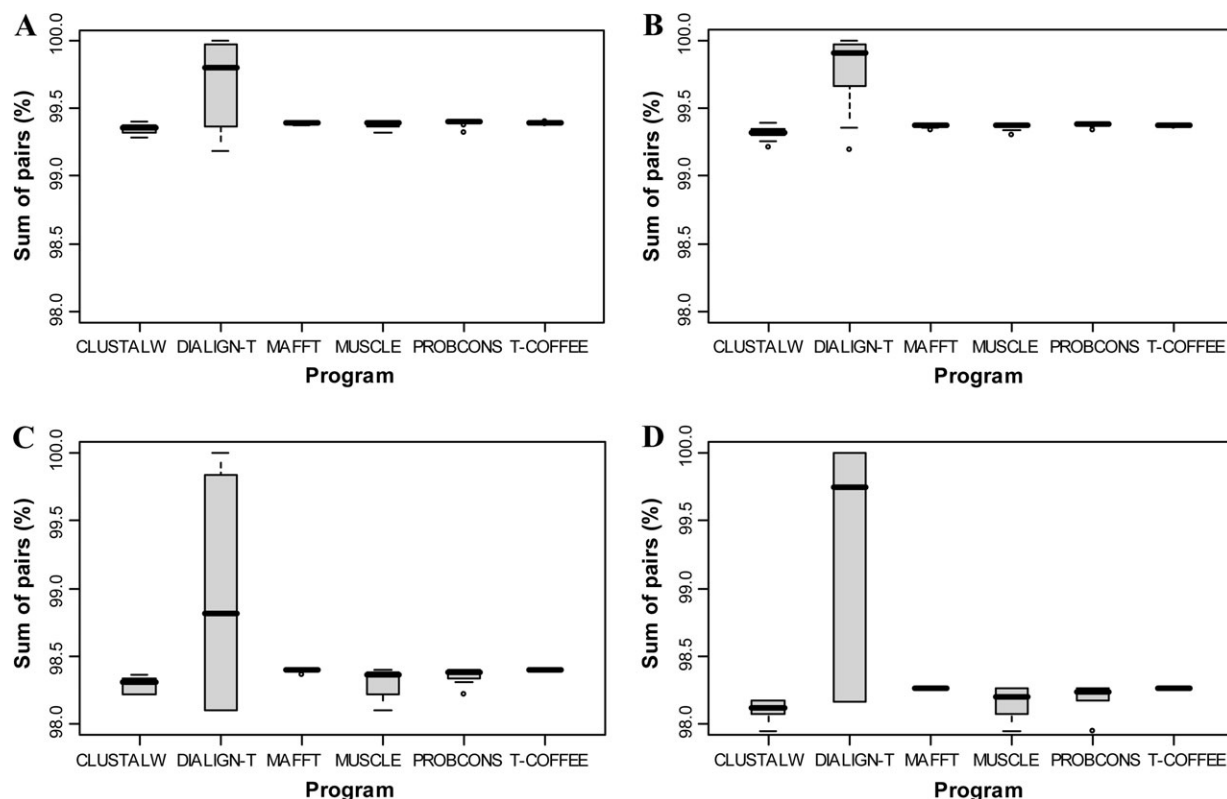 A
Sum of pairs (%)
100.0
99.5
99.0
98.5
98.0
CLUSTALW DIALIGN-T MAFFT MUSCLE PROBCONS T-COFFEE
Program
B
Sum of pairs (%)
100.0
99.5
99.0
98.5
98.0
CLUSTALW DIALIGN-T MAFFT MUSCLE PROBCONS T-COFFEE
Program
C
Sum of pairs (%)
100.0
99.5
99.0
98.5
98.0
CLUSTALW DIALIGN-T MAFFT MUSCLE PROBCONS T-COFFEE
Program
D
Sum of pairs (%)
100.0
99.5
99.0
98.5
98.0
CLUSTALW DIALIGN-T MAFFT MUSCLE PROBCONS T-COFFEE
Program